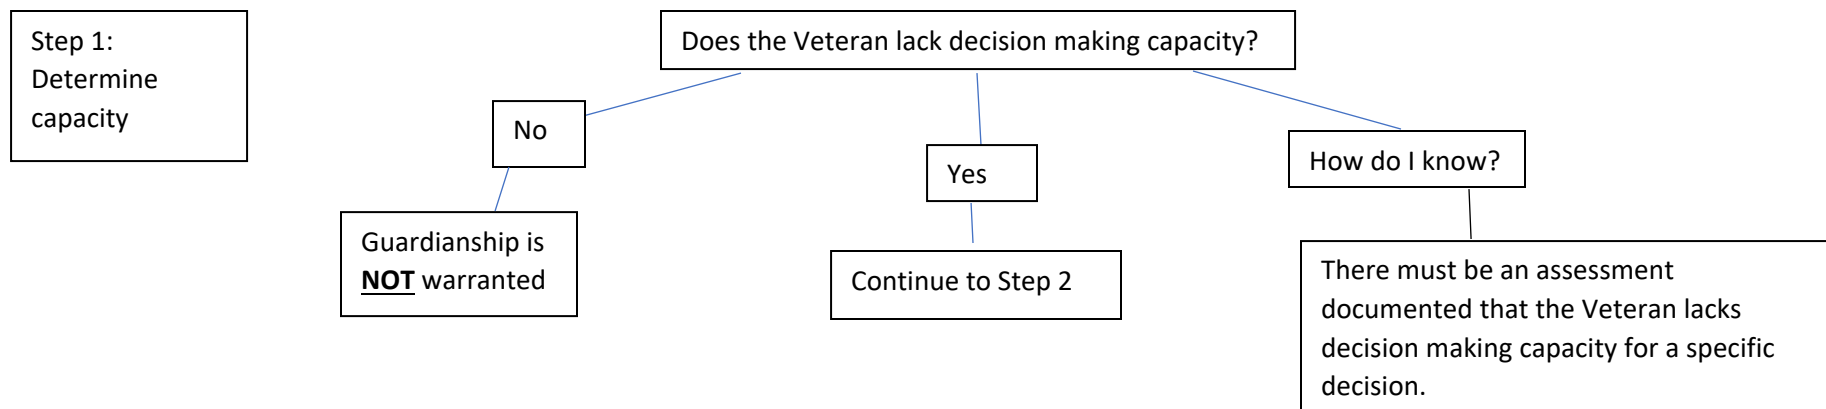 Step 1:
Determine
capacity
Does the Veteran lack decision making capacity?
No
Yes
How do I know?
Guardianship is
NOT warranted
Continue to Step 2
There must be an assessment
documented that the Veteran lacks
decision making capacity for a specific
decision.